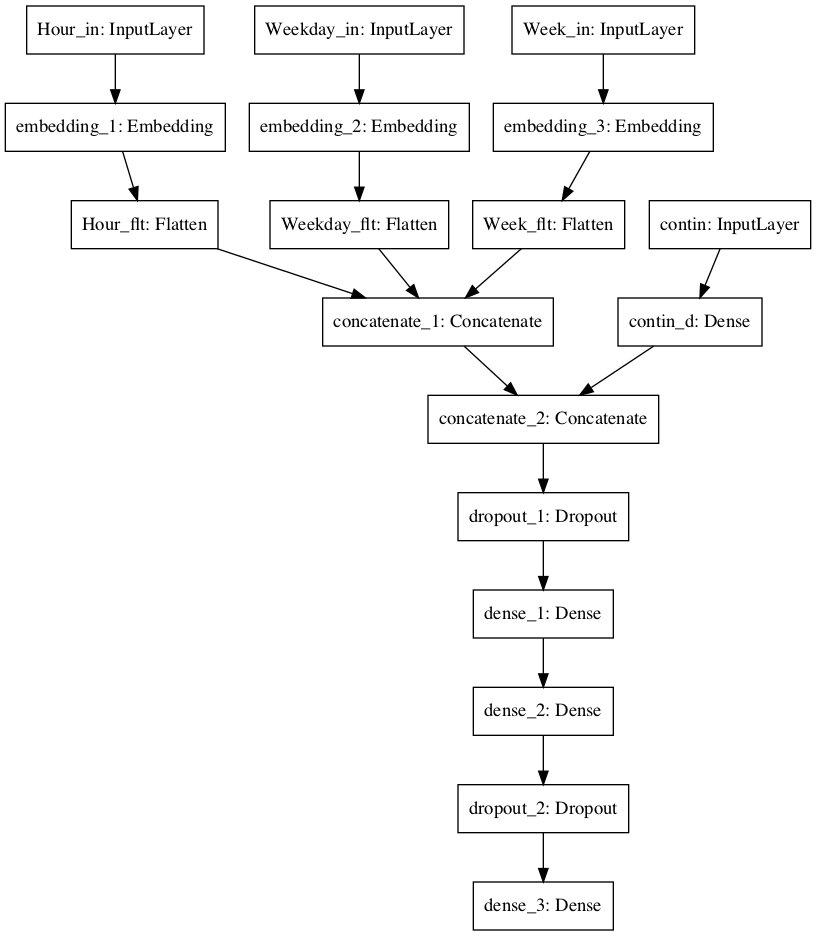 Hour_in: InputLayer
Weekday_in: InputLayer
Week_in: InputLayer
embedding_1: Embedding
embedding_2: Embedding
embedding_3: Embedding
Hour_flt: Flatten
Weekday_flt: Flatten
Week_flt: Flatten
contin: InputLayer
concatenate_1: Concatenate
contin_d: Dense
concatenate_2: Concatenate
dropout_1: Dropout
dense_1: Dense
dense_2: Dense
dropout_2: Dropout
dense_3: Dense